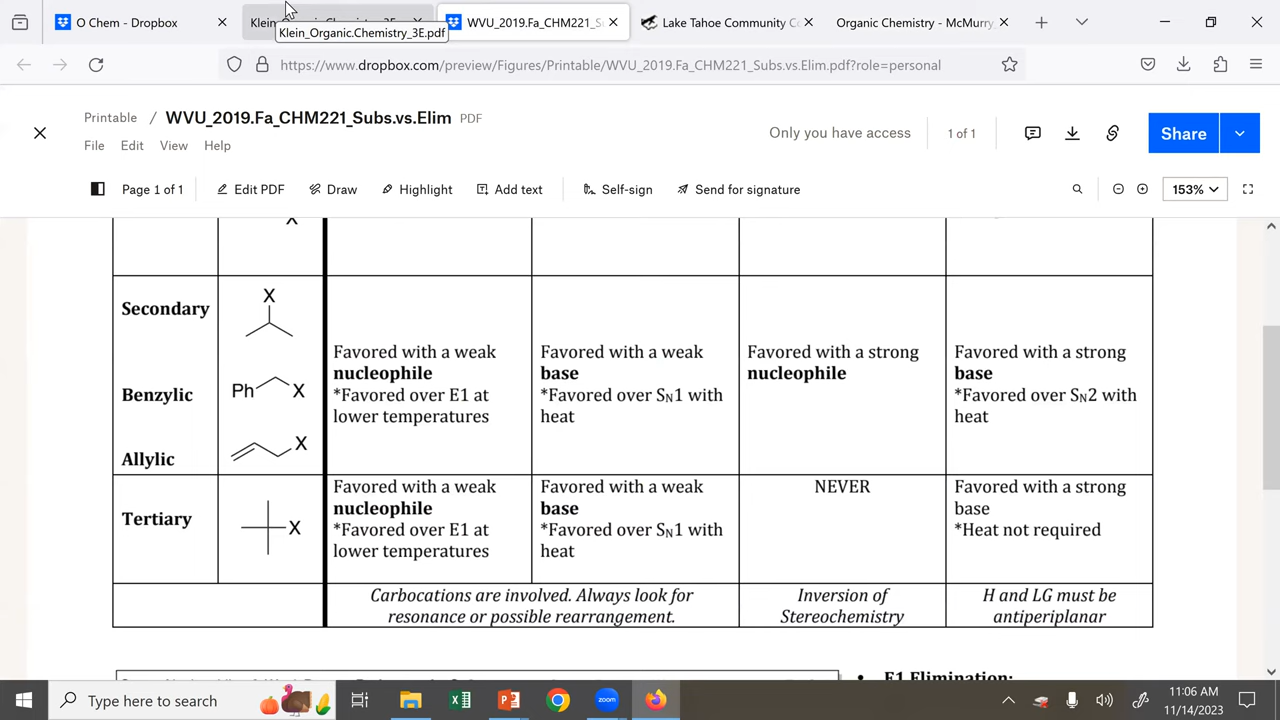 O Chem - Dropbox
Klein_Organic.Chemistry_3E
WVU_2019.Fa_CHM221_S
Lake Tahoe Community Co
Organic Chemistry - McMurry,
Klein_Organic.Chemistry_3E.pdf
https://www.dropbox.com/preview/Figures/Printable/WVU_2019.Fa_CHM221_Subs.vs.Elim.pdf?role=personal
Printable / WVU_2019.Fa_CHM221_Subs.vs.Elim PDF
File Edit View Help
Only you have access
1 of 1
Share
Page 1 of 1
Edit PDF
Draw
Highlight
Add text
Self-sign
Send for signature
153%
X
Secondary
X
Benzylic
Ph X
Allylic
X
Favored with a weak
nucleophile
*Favored over E1 at
lower temperatures
Favored with a weak
base
*Favored over SN1 with
heat
Favored with a strong
nucleophile
Favored with a strong
base
*Favored over SN2 with
heat
Tertiary
X
Favored with a weak
nucleophile
*Favored over E1 at
lower temperatures
Favored with a weak
base
*Favored over SN1 with
heat
NEVER
Favored with a strong
base
*Heat not required
Carbocations are involved. Always look for
resonance or possible rearrangement.
Inversion of
Stereochemistry
H and LG must be
antiperiplanar
• E1 Elimination:
Type here to search
11:06 AM
11/14/2023